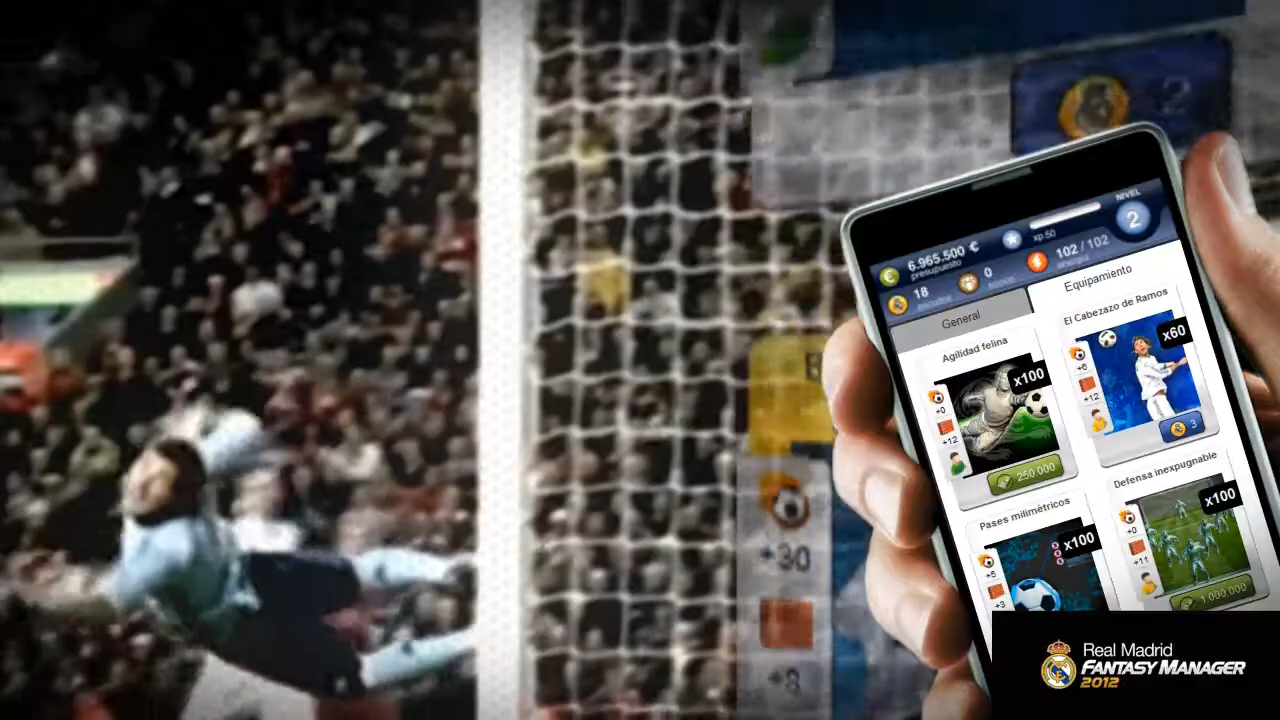 2
+30
+8
NIVEL
2
xp 50
6.965.500 €
presupuesto
102 / 102
18
0
General
Equipamiento
Agilidad felina
x100
+0
+12
250.000
El Cabezazo de Ramos
x60
+6
+12
3
Pases milimétricos
x100
+5
+3
Defensa inexpugnable
x100
+0
+11
1.000.000
Real Madrid
FANTASY MANAGER
2012